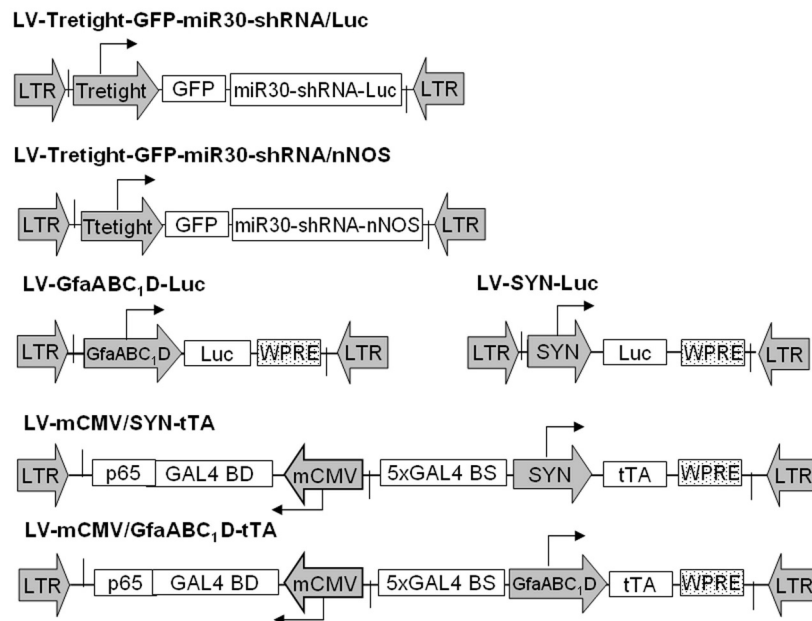 LV-Tretight-GFP-miR30-shRNA/Luc
LTR Tretight GFP miR30-shRNA-Luc LTR
LV-Tretight-GFP-miR30-shRNA/nNOS
LTR Ttetight GFP miR30-shRNA-nNOS LTR
LV-GfaABC₁D-Luc
LTR GfaABC₁D Luc WPRE LTR
LV-SYN-Luc
LTR SYN Luc WPRE LTR
LV-mCMV/SYN-tTA
LTR p65 GAL4 BD mCMV 5xGAL4 BS SYN tTA WPRE LTR
LV-mCMV/GfaABC₁D-tTA
LTR p65 GAL4 BD mCMV 5xGAL4 BS GfaABC₁D tTA WPRE LTR